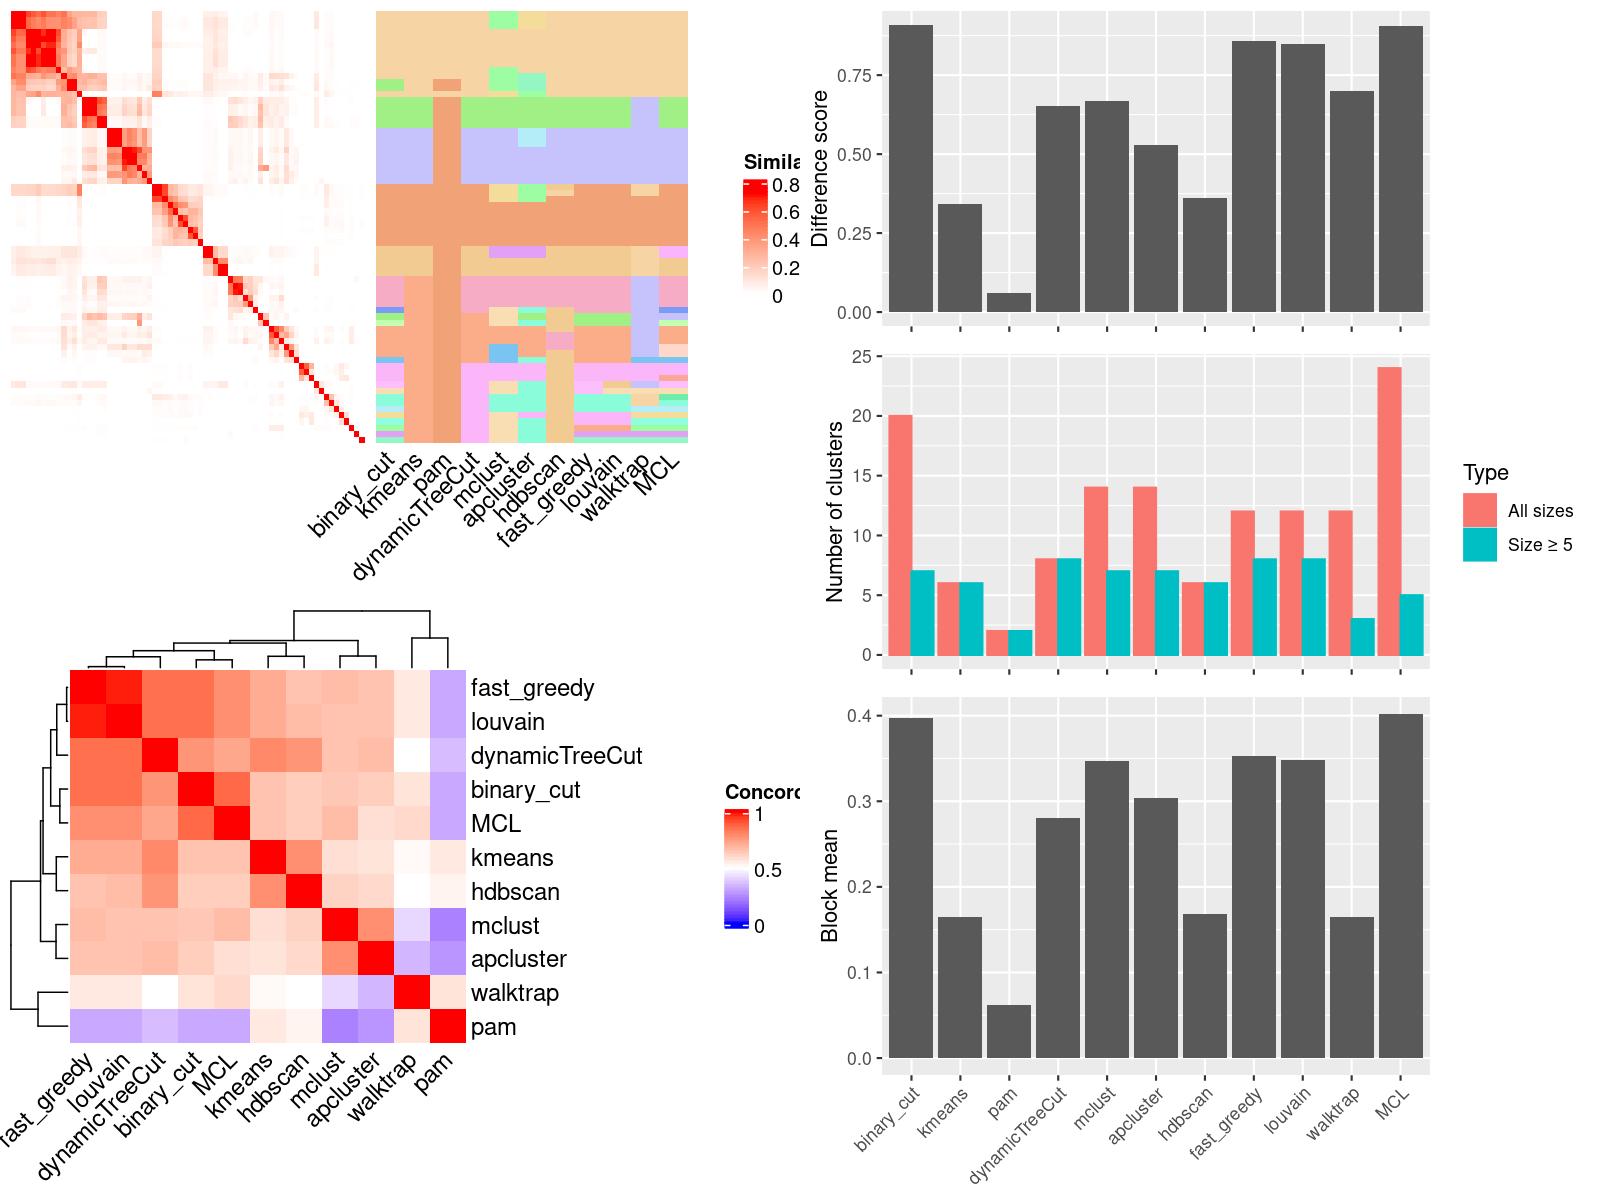 Simila
0.8
0.6
0.4
0.2
0
binary_cut
kmeans
pam
dynamicTreeCut
mclust
apcluster
hdbscan
fast_greedy
louvain
walktrap
MCL
Difference score
0.75
0.50
0.25
0.00
Number of clusters
25
20
15
10
5
0
Type
All sizes
Size ≥ 5
Block mean
0.4
0.3
0.2
0.1
0.0
binary_cut
kmeans
pam
dynamicTreeCut
mclust
apcluster
hdbscan
fast_greedy
louvain
walktrap
MCL
fast_greedy
louvain
dynamicTreeCut
binary_cut
MCL
kmeans
hdbscan
mclust
apcluster
walktrap
pam
Concord
1
0.5
0
fast_greedy
louvain
dynamicTreeCut
binary_cut
MCL
kmeans
hdbscan
mclust
apcluster
walktrap
pam